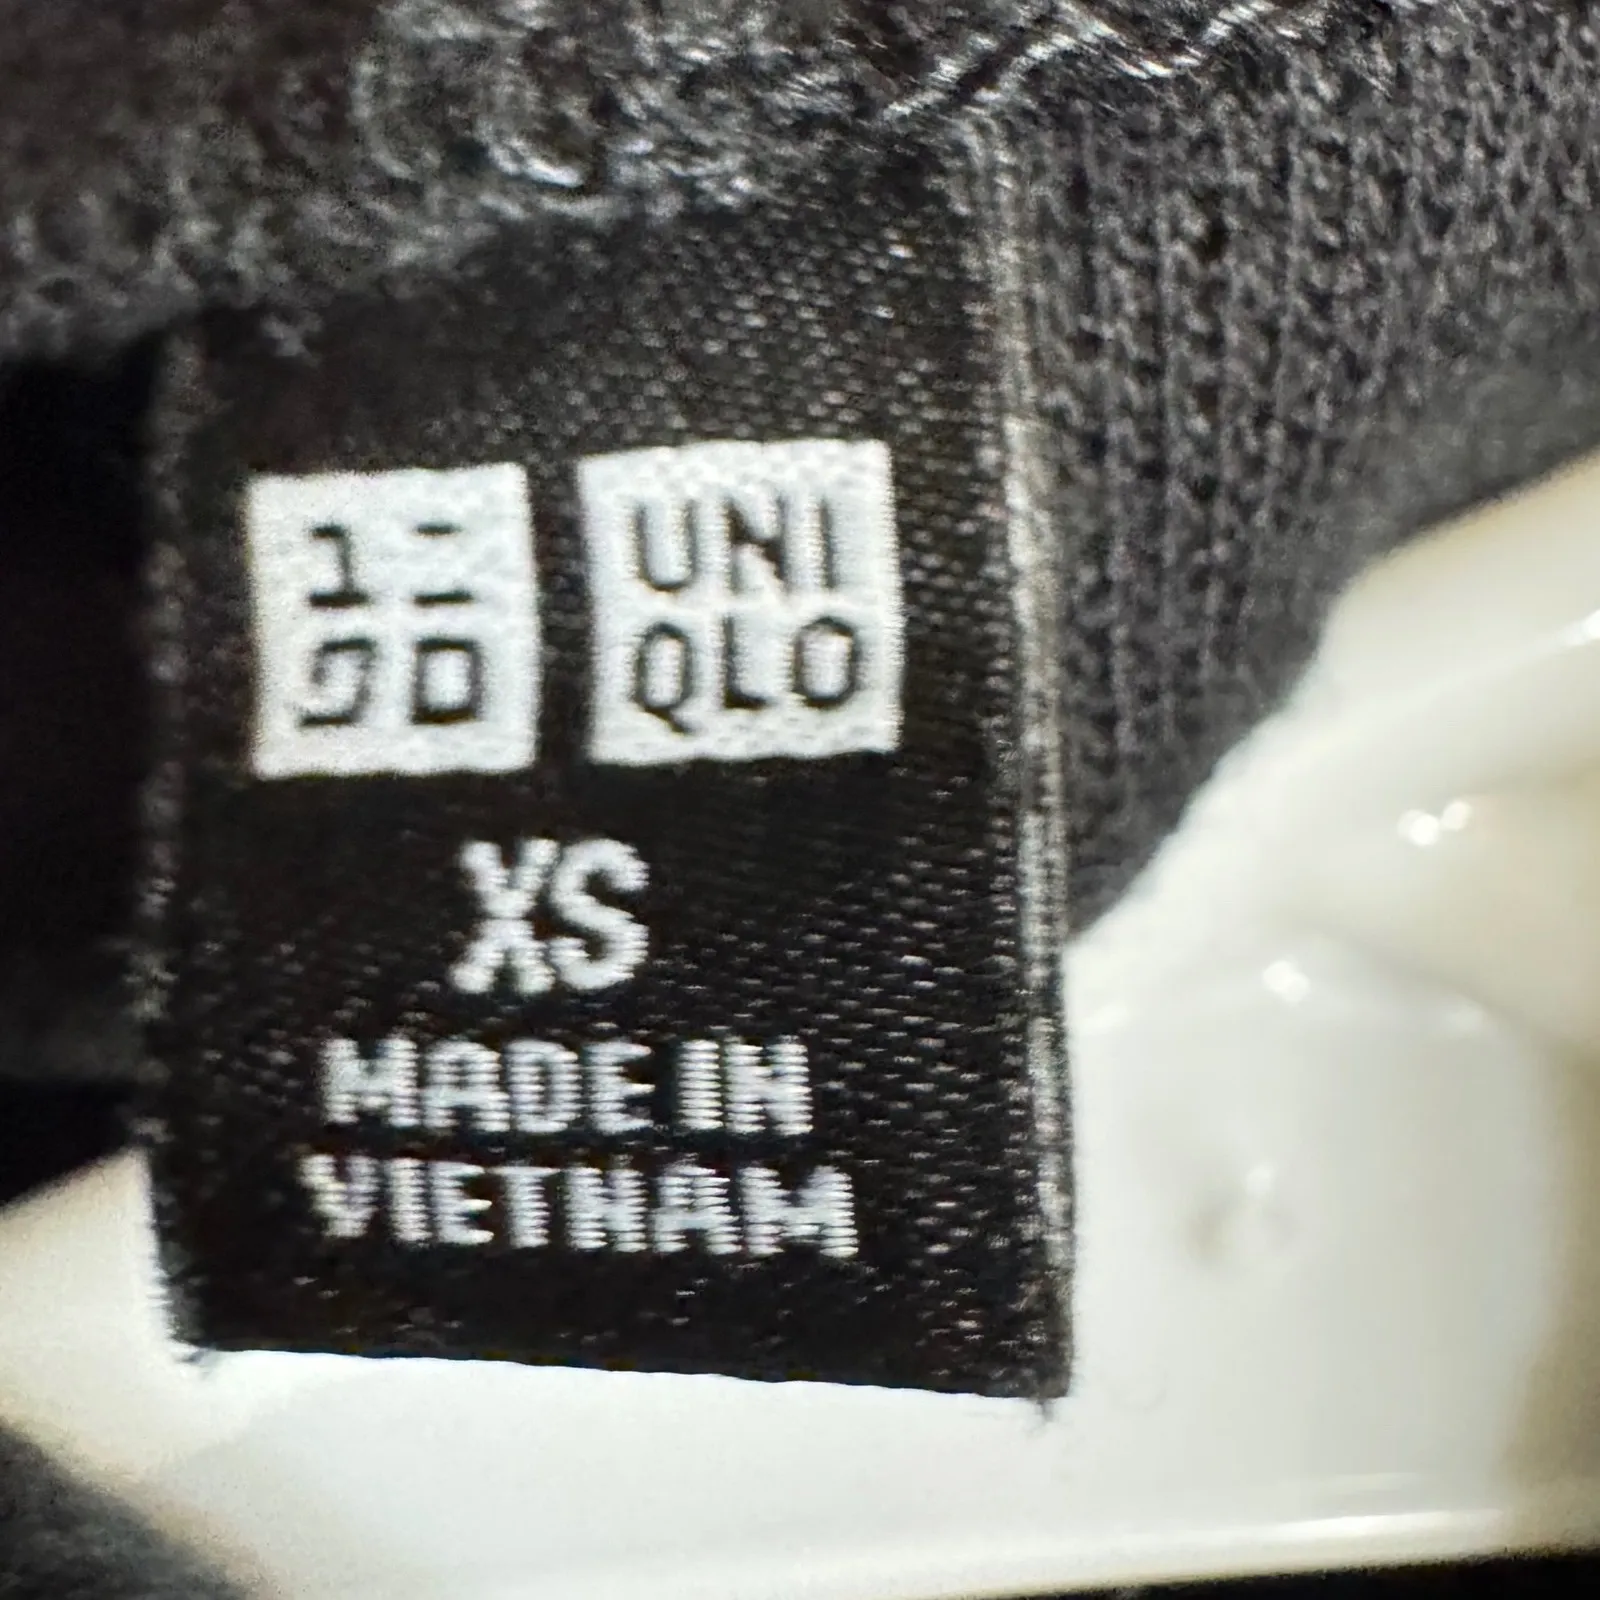 ユニ
クロ
UNI
QLO
XS
MADE IN
VIETNAM